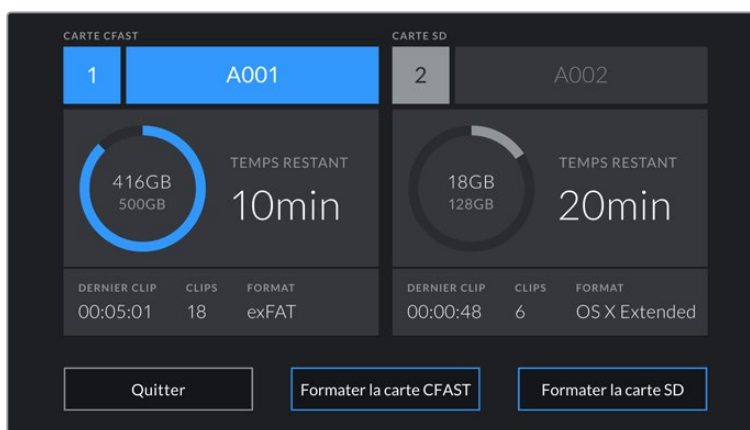 CARTE CFAST
1
A001
416GB
500GB
TEMPS RESTANT
10min
DERNIER CLIP
CLIPS
FORMAT
00:05:01
18
exFAT
CARTE SD
2
A002
18GB
128GB
TEMPS RESTANT
20min
DERNIER CLIP
CLIPS
FORMAT
00:00:48
6
OS X Extended
Quitter
Formater la carte CFAST
Formater la carte SD